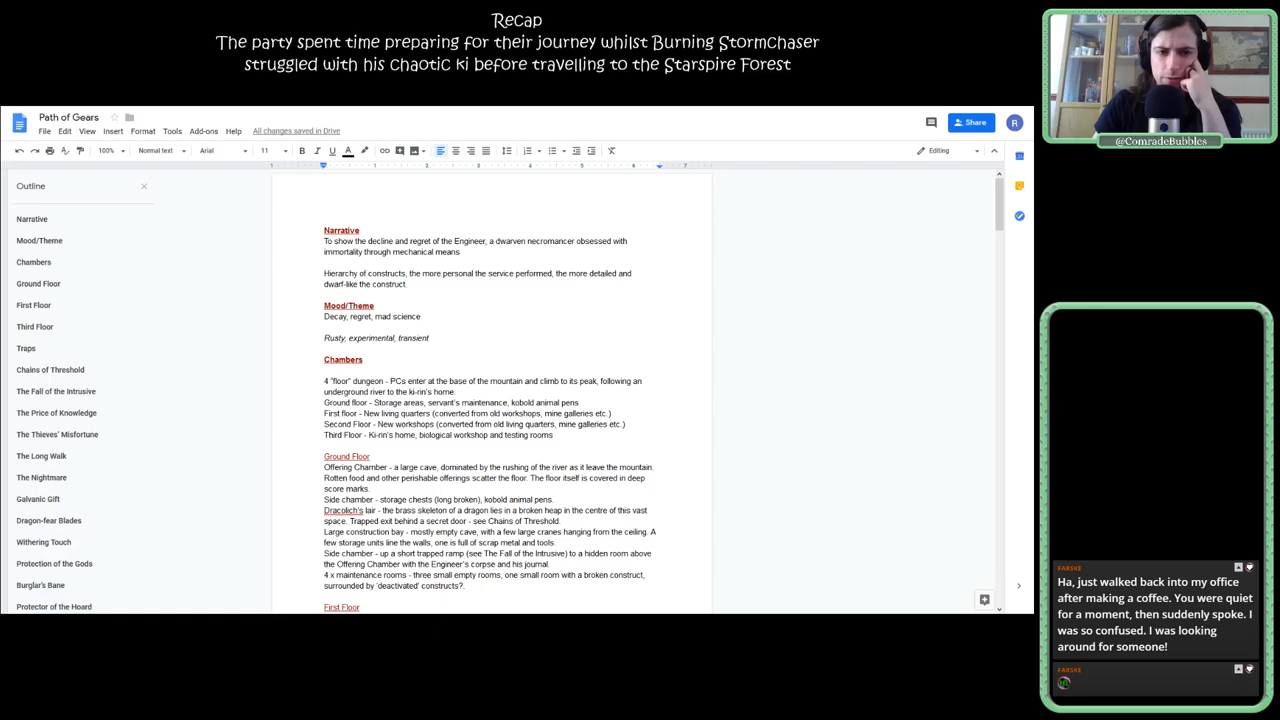 Recap
The party spent time preparing for their journey whilst Burning Stormchaser
struggled with his chaotic ki before travelling to the Starspire Forest
@ComradeBubbles
Path of Gears
File Edit View Insert Format Tools Add-ons Help All changes saved in Drive
Share
R
100% Normal text Arial 11 B I U A Editing
1 1 2 3 4 5 6 7
Outline
Narrative
Mood/Theme
Chambers
Ground Floor
First Floor
Third Floor
Traps
Chains of Threshold
The Fall of the Intrusive
The Price of Knowledge
The Thieves' Misfortune
The Long Walk
The Nightmare
Galvanic Gift
Dragon-fear Blades
Withering Touch
Protection of the Gods
Burglar's Bane
Protector of the Hoard
Narrative
To show the decline and regret of the Engineer, a dwarven necromancer obsessed with
immortality through mechanical means
Hierarchy of constructs, the more personal the service performed, the more detailed and
dwarf-like the construct.
Mood/Theme
Decay, regret, mad science
Rusty, experimental, transient
Chambers
4 "floor" dungeon - PCs enter at the base of the mountain and climb to its peak, following an
underground river to the ki-rin's home.
Ground floor - Storage areas, servant's maintenance, kobold animal pens
First floor - New living quarters (converted from old workshops, mine galleries etc.)
Second Floor - New workshops (converted from old living quarters, mine galleries etc.)
Third Floor - Ki-rin's home, biological workshop and testing rooms
Ground Floor
Offering Chamber - a large cave, dominated by the rushing of the river as it leave the mountain.
Rotten food and other perishable offerings scatter the floor. The floor itself is covered in deep
score marks.
Side chamber - storage chests (long broken), kobold animal pens.
Dracolich's lair - the brass skeleton of a dragon lies in a broken heap in the centre of this vast
space. Trapped exit behind a secret door - see Chains of Threshold.
Large construction bay - mostly empty cave, with a few large cranes hanging from the ceiling. A
few storage units line the walls, one is full of scrap metal and tools.
Side chamber - up a short trapped ramp (see The Fall of the Intrusive) to a hidden room above
the Offering Chamber with the Engineer's corpse and his journal.
4 x maintenance rooms - three small empty rooms, one small room with a broken construct,
surrounded by 'deactivated' constructs?.
First Floor
FARSKE
Ha, just walked back into my office
after making a coffee. You were quiet
for a moment, then suddenly spoke. I
was so confused. I was looking
around for someone!
FARSKE